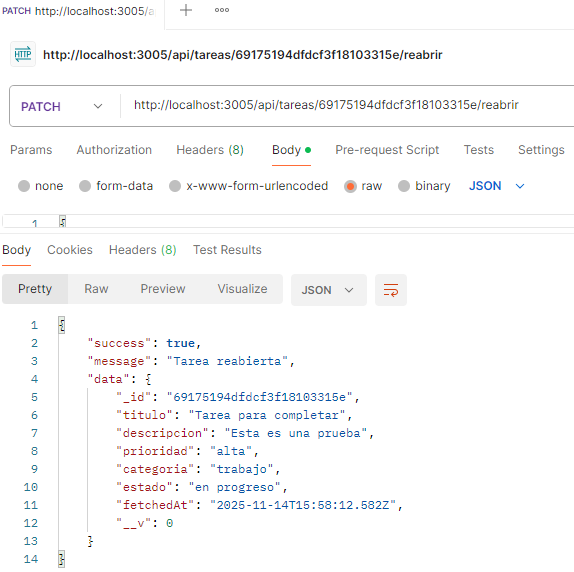 PATCH http://localhost:3005/a
HTTP http://localhost:3005/api/tareas/69175194dfdcf3f18103315e/reabrir
PATCH http://localhost:3005/api/tareas/69175194dfdcf3f18103315e/reabrir
Params Authorization Headers (8) Body Pre-request Script Tests Settings
none form-data x-www-form-urlencoded raw binary JSON
1 {
Body Cookies Headers (8) Test Results
Pretty Raw Preview Visualize JSON
1 {
2 "success": true,
3 "message": "Tarea reabierta",
4 "data": {
5 "_id": "69175194dfdcf3f18103315e",
6 "titulo": "Tarea para completar",
7 "descripcion": "Esta es una prueba",
8 "prioridad": "alta",
9 "categoria": "trabajo",
10 "estado": "en progreso",
11 "fetchedAt": "2025-11-14T15:58:12.582Z",
12 "__v": 0
13 }
14 }